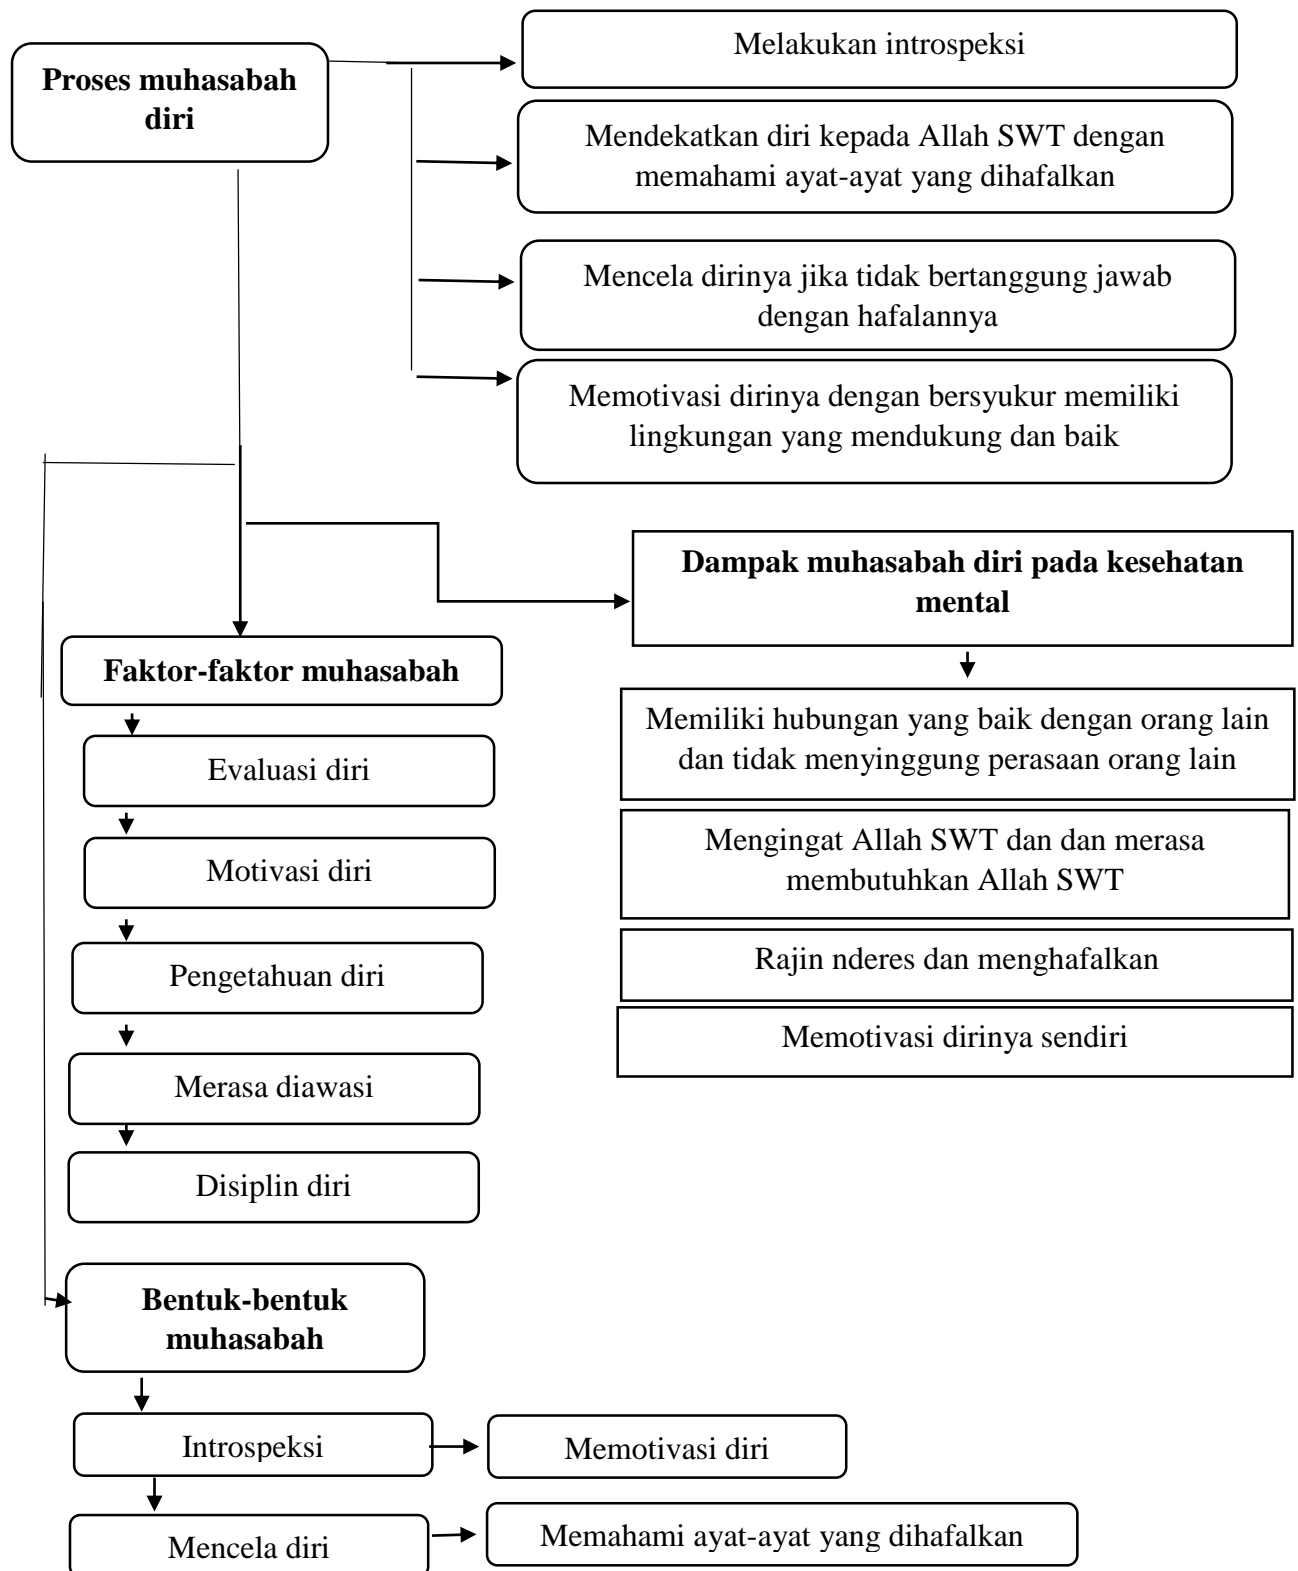 Proses muhasabah
diri
Melakukan introspeksi
Mendekatkan diri kepada Allah SWT dengan
memahami ayat-ayat yang dihafalkan
Mencela dirinya jika tidak bertanggung jawab
dengan hafalannya
Memotivasi dirinya dengan bersyukur memiliki
lingkungan yang mendukung dan baik
Dampak muhasabah diri pada kesehatan
mental
Memiliki hubungan yang baik dengan orang lain
dan tidak menyinggung perasaan orang lain
Mengingat Allah SWT dan dan merasa
membutuhkan Allah SWT
Rajin nderes dan menghafalkan
Memotivasi dirinya sendiri
Faktor-faktor muhasabah
Evaluasi diri
Motivasi diri
Pengetahuan diri
Merasa diawasi
Disiplin diri
Bentuk-bentuk
muhasabah
Introspeksi
Memotivasi diri
Mencela diri
Memahami ayat-ayat yang dihafalkan